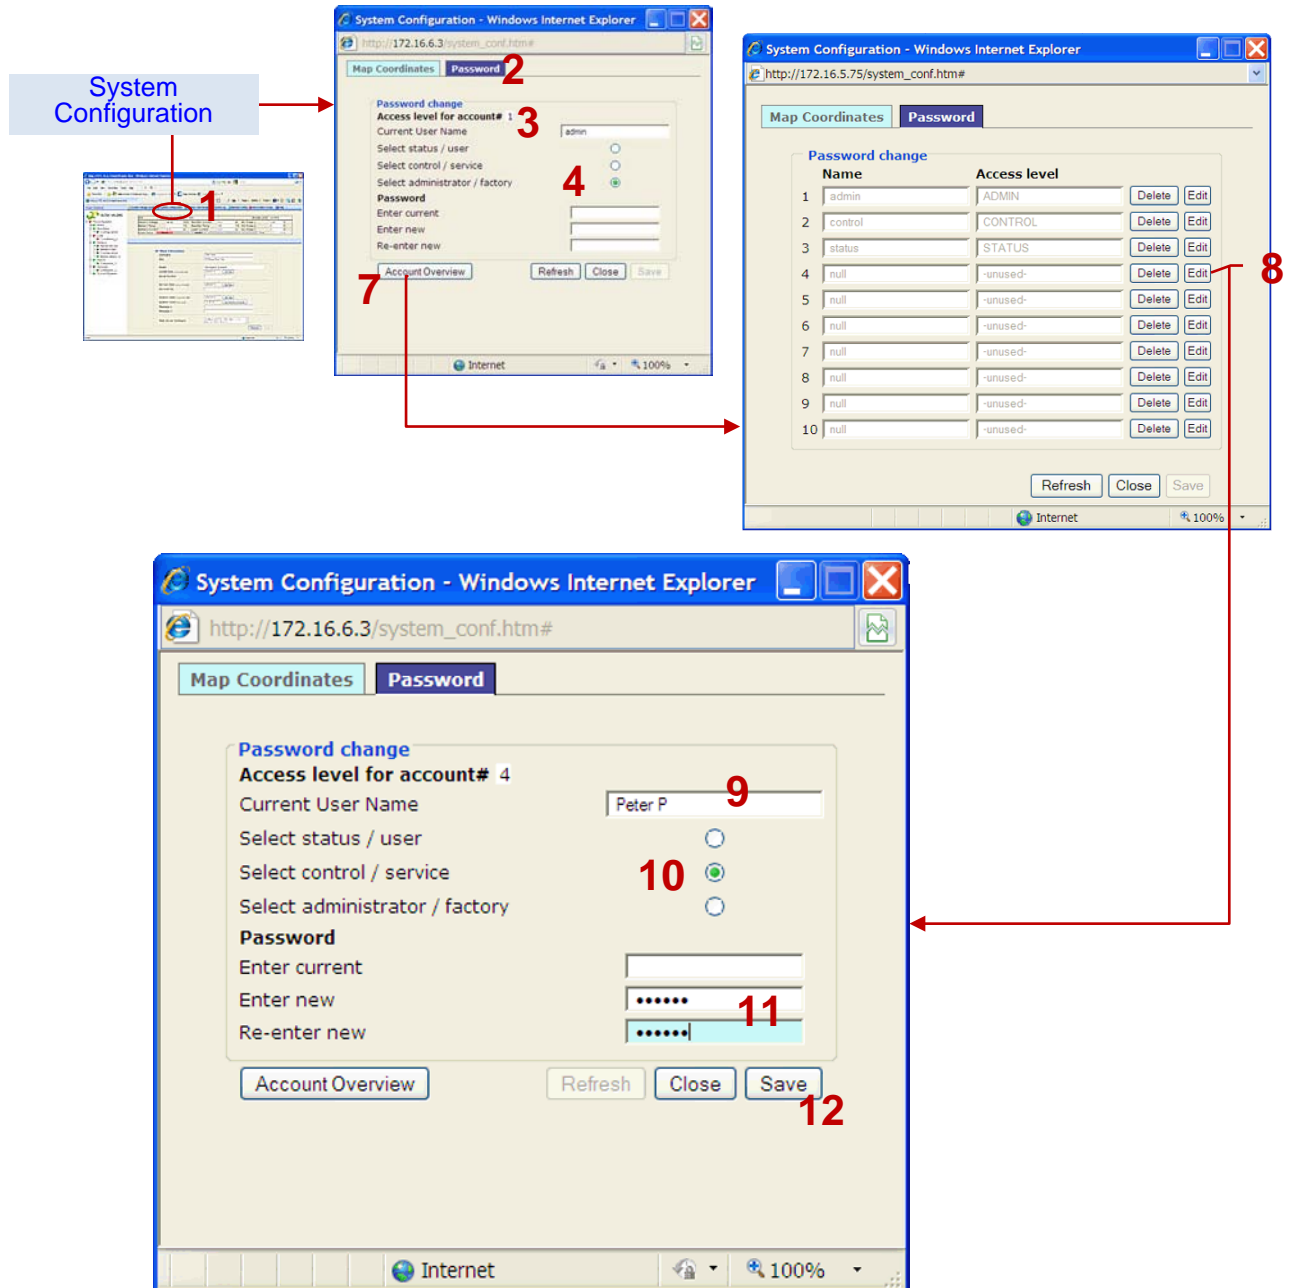 System
Configuration
1
System Configuration - Windows Internet Explorer
http://172.16.6.3/system_conf.htm#
Map Coordinates Password
2
Password change
Access level for account# 1
3
Current User Name admin
Select status / user
Select control / service
Select administrator / factory
4
Password
Enter current
Enter new
Re-enter new
Account Overview Refresh Close Save
7
Internet 100%
System Configuration - Windows Internet Explorer
http://172.16.5.75/system_conf.htm#
Map Coordinates Password
Password change
Name Access level
1 admin ADMIN Delete Edit
2 control CONTROL Delete Edit
3 status STATUS Delete Edit
4 null -unused- Delete Edit
8
5 null -unused- Delete Edit
6 null -unused- Delete Edit
7 null -unused- Delete Edit
8 null -unused- Delete Edit
9 null -unused- Delete Edit
10 null -unused- Delete Edit
Refresh Close Save
Internet 100%
System Configuration - Windows Internet Explorer
http://172.16.6.3/system_conf.htm#
Map Coordinates Password
Password change
Access level for account# 4
Current User Name Peter P
9
Select status / user
Select control / service
10
Select administrator / factory
Password
Enter current
Enter new ••••••
11
Re-enter new ••••••
Account Overview Refresh Close Save
12
Internet 100%